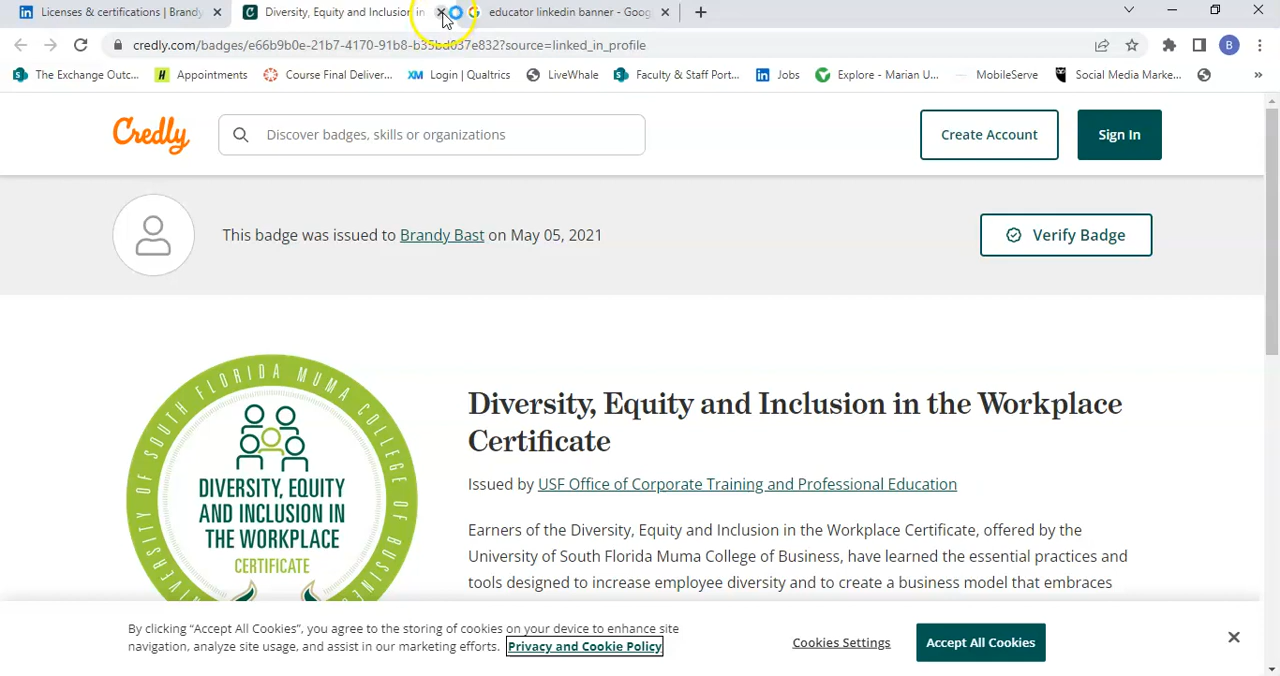 Licenses & certifications | Brandy
Diversity, Equity and Inclusion in
educator linkedin banner - Goog
credly.com/badges/e66b9b0e-21b7-4170-91b8-b35bd037e832?source=linked_in_profile
B
The Exchange Outc...
Appointments
Course Final Deliver...
XM Login | Qualtrics
LiveWhale
Faculty & Staff Port...
Jobs
Explore - Marian U...
MobileServe
Social Media Marke...
»
Credly
Discover badges, skills or organizations
Create Account
Sign In
This badge was issued to Brandy Bast on May 05, 2021
Verify Badge
UNIVERSITY OF SOUTH FLORIDA MUMA COLLEGE OF BUSINESS
DIVERSITY, EQUITY
AND INCLUSION IN
THE WORKPLACE
CERTIFICATE
Diversity, Equity and Inclusion in the Workplace
Certificate
Issued by USF Office of Corporate Training and Professional Education
Earners of the Diversity, Equity and Inclusion in the Workplace Certificate, offered by the
University of South Florida Muma College of Business, have learned the essential practices and
tools designed to increase employee diversity and to create a business model that embraces
By clicking “Accept All Cookies”, you agree to the storing of cookies on your device to enhance site
navigation, analyze site usage, and assist in our marketing efforts. Privacy and Cookie Policy
Cookies Settings
Accept All Cookies